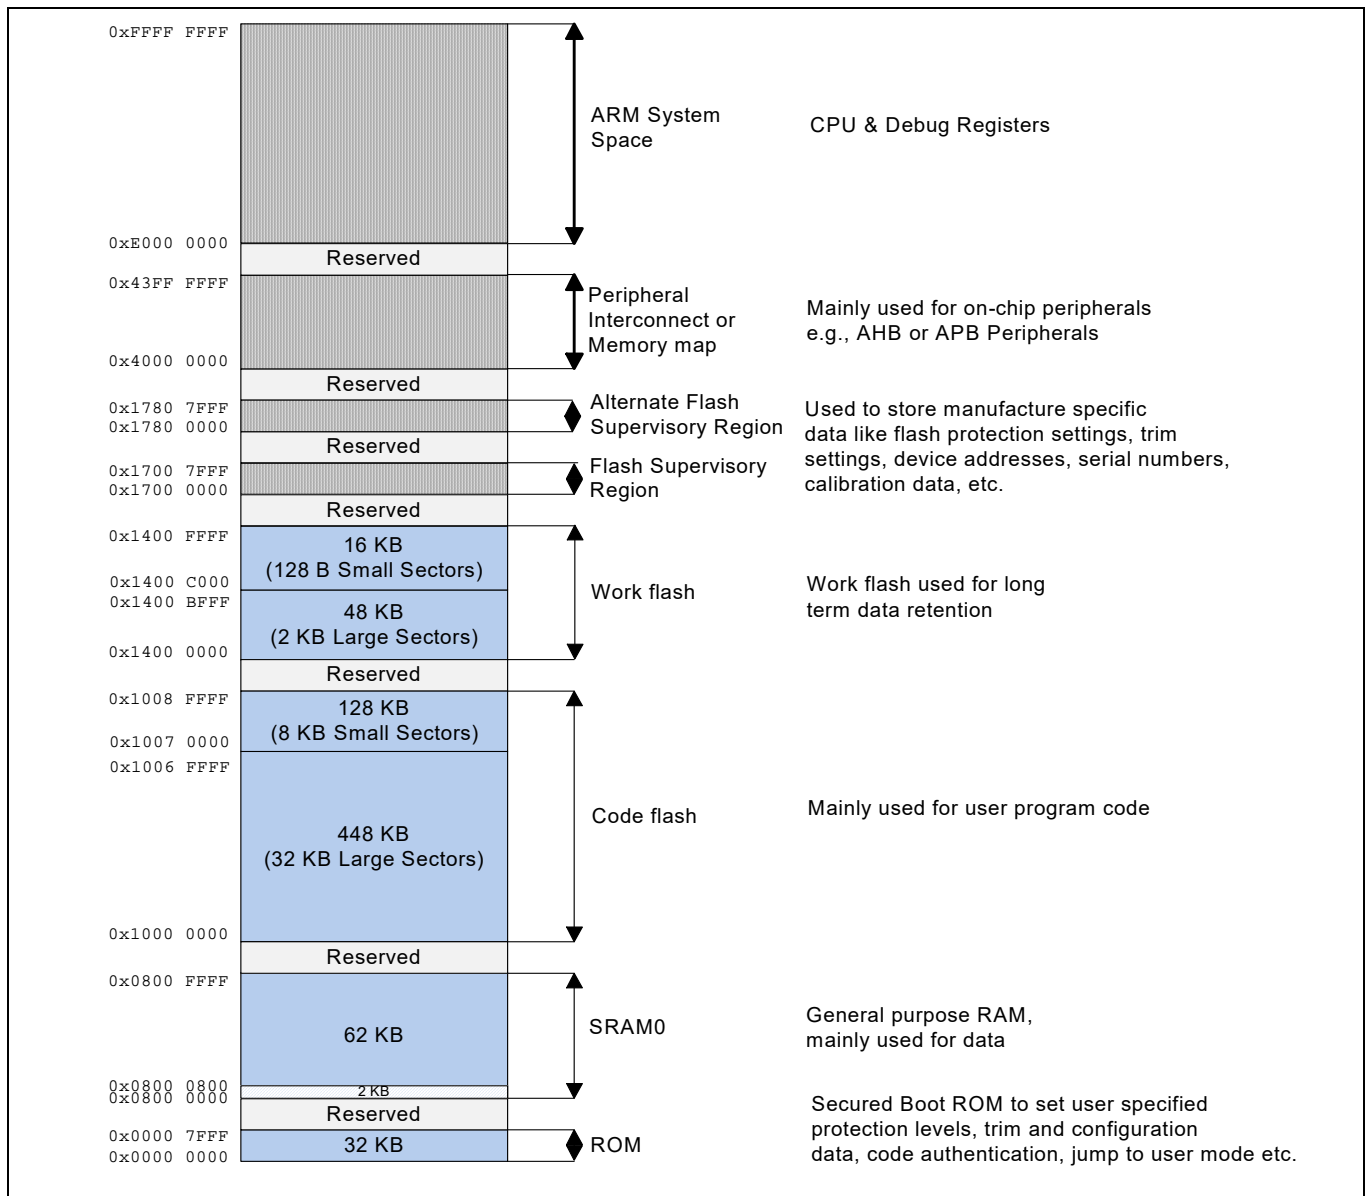 0xFFFF FFFF
ARM System
Space
CPU & Debug Registers
0xE000 0000
Reserved
0x43FF FFFF
Peripheral
Interconnect or
Memory map
Mainly used for on-chip peripherals
e.g., AHB or APB Peripherals
0x4000 0000
Reserved
0x1780 7FFF
0x1780 0000
Alternate Flash
Supervisory Region
Used to store manufacture specific
data like flash protection settings, trim
settings, device addresses, serial numbers,
calibration data, etc.
Reserved
0x1700 7FFF
0x1700 0000
Flash Supervisory
Region
Reserved
0x1400 FFFF
16 KB
(128 B Small Sectors)
0x1400 C000
0x1400 BFFF
48 KB
(2 KB Large Sectors)
0x1400 0000
Work flash
Work flash used for long
term data retention
Reserved
0x1008 FFFF
128 KB
(8 KB Small Sectors)
0x1007 0000
0x1006 FFFF
448 KB
(32 KB Large Sectors)
Code flash
Mainly used for user program code
0x1000 0000
Reserved
0x0800 FFFF
62 KB
SRAM0
General purpose RAM,
mainly used for data
0x0800 0800
2 KB
0x0800 0000
Reserved
0x0000 7FFF
32 KB
0x0000 0000
ROM
Secured Boot ROM to set user specified
protection levels, trim and configuration
data, code authentication, jump to user mode etc.